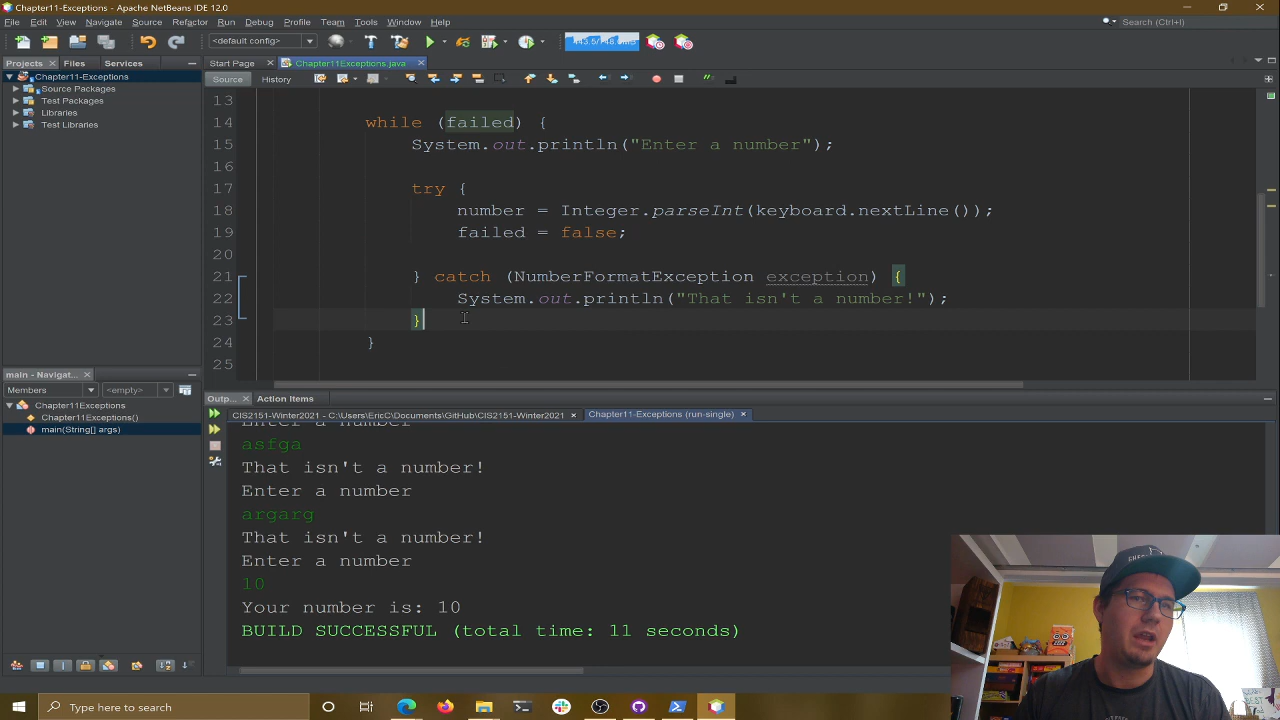 Chapter11-Exceptions - Apache NetBeans IDE 12.0
File Edit View Navigate Source Refactor Run Debug Profile Team Tools Window Help
Search (Ctrl+I)
<default config>
Projects Files Services
Start Page Chapter11Exceptions.java
Chapter11-Exceptions
Source Packages
Test Packages
Libraries
Test Libraries
Source History
13
14 while (failed) {
15 System.out.println("Enter a number");
16
17 try {
18 number = Integer.parseInt(keyboard.nextLine());
19 failed = false;
20
21 } catch (NumberFormatException exception) {
22 System.out.println("That isn't a number!");
23 }
24 }
25
main - Navigat...
Members <empty>
Chapter11Exceptions
Chapter11Exceptions()
main(String[] args)
Outp... Action Items
CIS2151-Winter2021 - C:\Users\EricC\Documents\GitHub\CIS2151-Winter2021 Chapter11-Exceptions (run-single)
Enter a number
asfga
That isn't a number!
Enter a number
argarg
That isn't a number!
Enter a number
10
Your number is: 10
BUILD SUCCESSFUL (total time: 11 seconds)
Type here to search